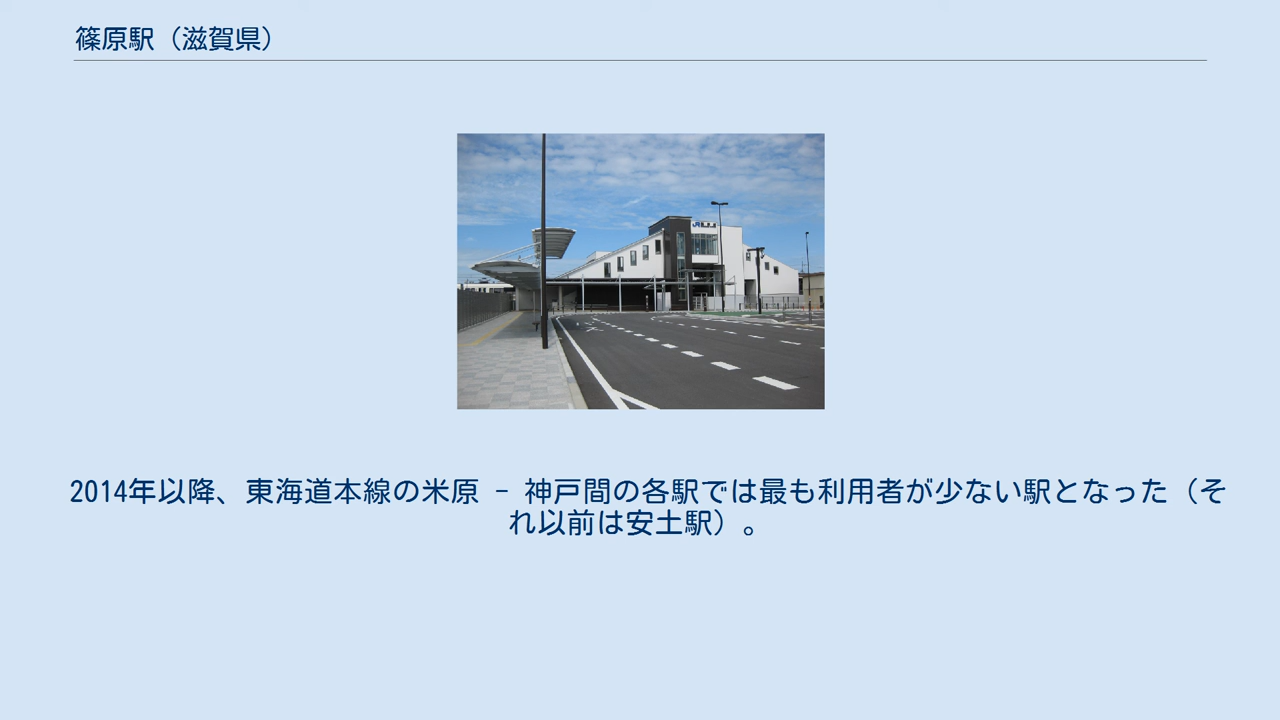 篠原駅（滋賀県）
2014年以降、東海道本線の米原 - 神戸間の各駅では最も利用者が少ない駅となった（そ
れ以前は安土駅）。